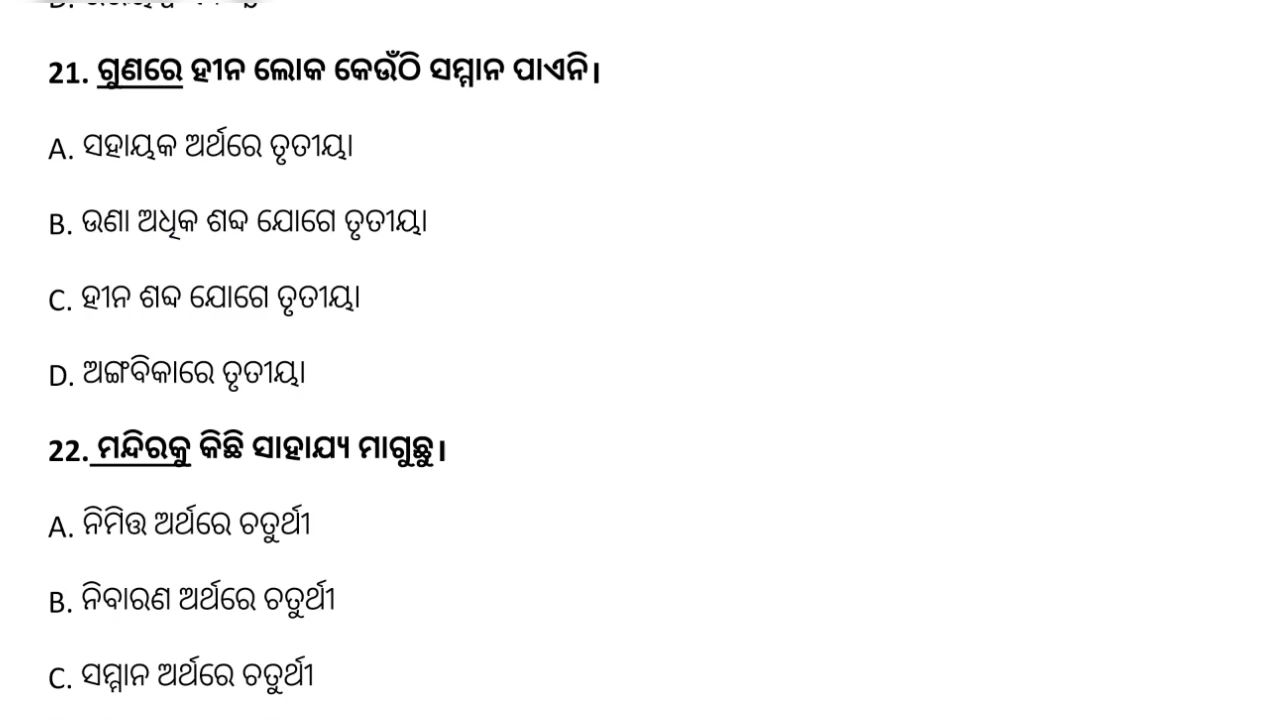 21. ଗୁଣରେ ହୀନ ଲୋକ କେଉଁଠି ସମ୍ମାନ ପାଏନି।
A. ସହାୟକ ଅର୍ଥରେ ତୃତୀୟା
B. ଉଣା ଅଧିକ ଶବ୍ଦ ଯୋଗେ ତୃତୀୟା
C. ହୀନ ଶବ୍ଦ ଯୋଗେ ତୃତୀୟା
D. ଅଙ୍ଗବିକାରେ ତୃତୀୟା
22. ମନ୍ଦିରକୁ କିଛି ସାହାଯ୍ୟ ମାଗୁଛୁ।
A. ନିମିତ୍ତ ଅର୍ଥରେ ଚତୁର୍ଥୀ
B. ନିବାରଣ ଅର୍ଥରେ ଚତୁର୍ଥୀ
C. ସମ୍ମାନ ଅର୍ଥରେ ଚତୁର୍ଥୀ